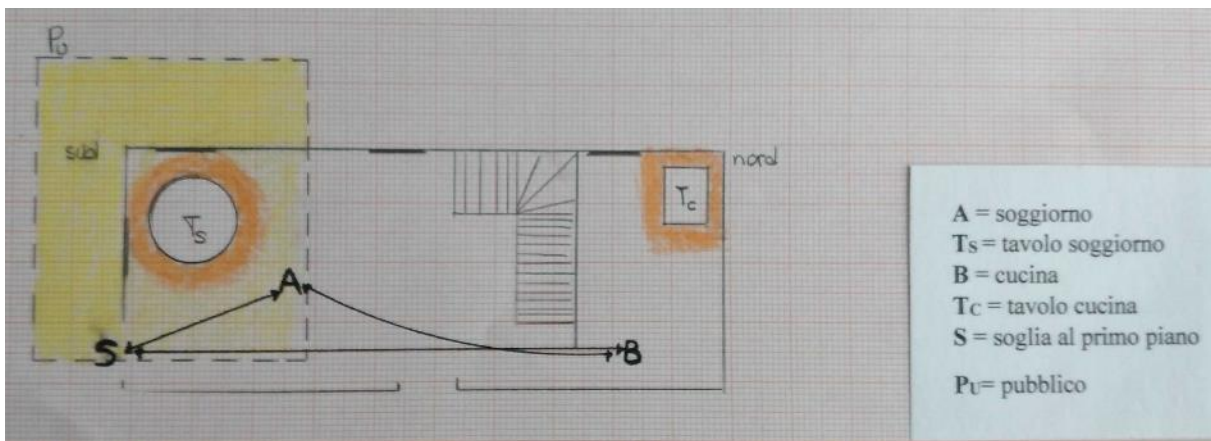 Pu
sud
nord
Ts
Tc
A
S
B
A = soggiorno
Ts = tavolo soggiorno
B = cucina
Tc = tavolo cucina
S = soglia al primo piano
Pu= pubblico